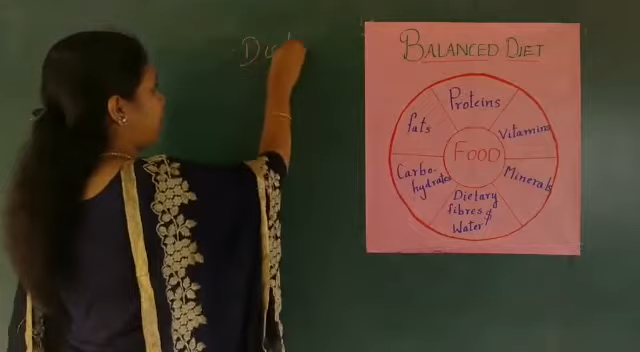 BALANCED DIET
Proteins
fats
Vitamins
FOOD
Carbo-
hydrates
Minerals
Dietary
fibres &
Water